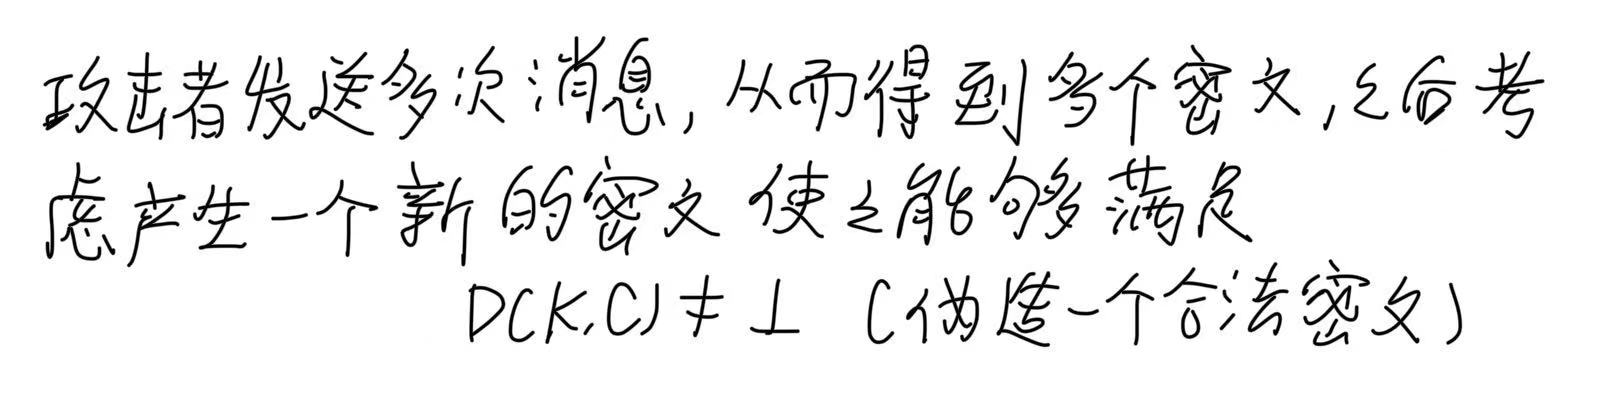 攻击者发送多次消息,从而得到多个密文,之后考
虑产生一个新的密文使之能够满足
D(K,C)≠⊥ (伪造一个合法密文)